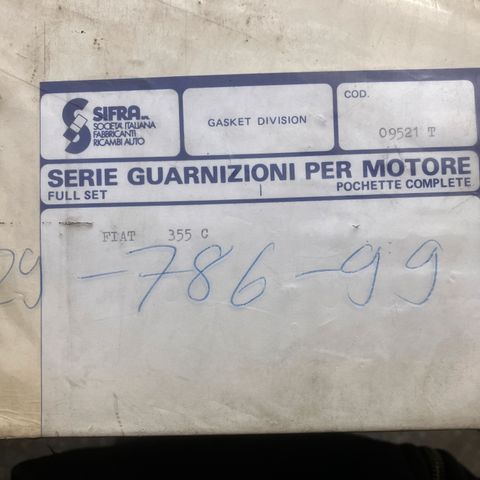 SIFRA s.r.l.
SOCIETA' ITALIANA
FABBRICANTI
RICAMBI AUTO
GASKET DIVISION
COD.
09521 T
SERIE GUARNIZIONI PER MOTORE
FULL SET
POCHETTE COMPLETE
FIAT 355 C
29-786-99